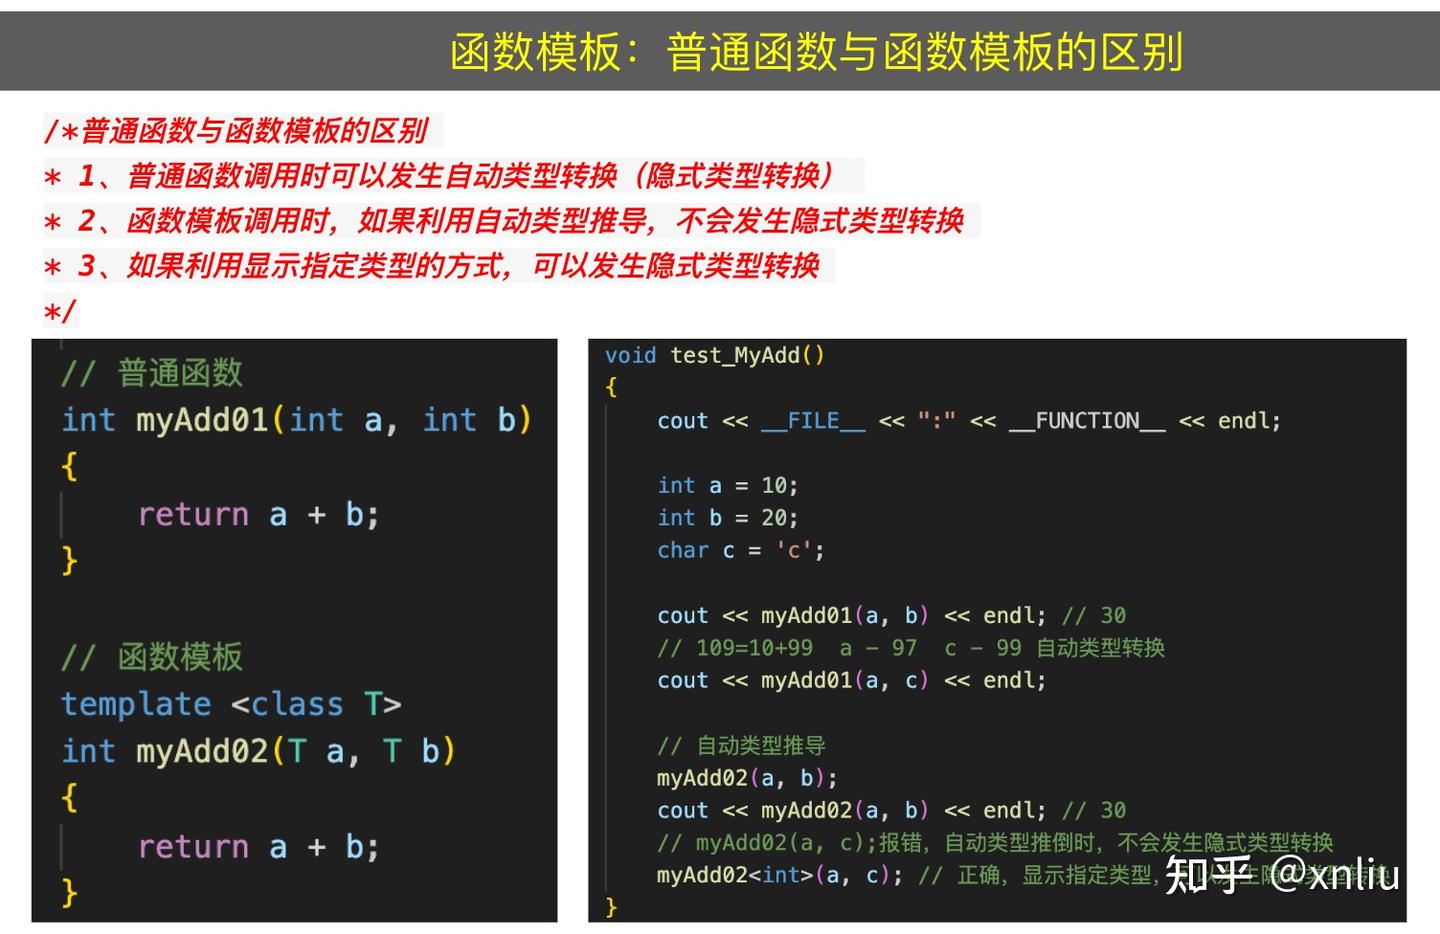 函数模板：普通函数与函数模板的区别
/*普通函数与函数模板的区别
* 1、普通函数调用时可以发生自动类型转换（隐式类型转换）
* 2、函数模板调用时，如果利用自动类型推导，不会发生隐式类型转换
* 3、如果利用显示指定类型的方式，可以发生隐式类型转换
*/
// 普通函数
int myAdd01(int a, int b)
{
return a + b;
}
// 函数模板
template <class T>
int myAdd02(T a, T b)
{
return a + b;
}
void test_MyAdd()
{
cout << __FILE__ << ":" << __FUNCTION__ << endl;
int a = 10;
int b = 20;
char c = 'c';
cout << myAdd01(a, b) << endl; // 30
// 109=10+99  a - 97  c - 99 自动类型转换
cout << myAdd01(a, c) << endl;
// 自动类型推导
myAdd02(a, b);
cout << myAdd02(a, b) << endl; // 30
// myAdd02(a, c);报错，自动类型推倒时，不会发生隐式类型转换
myAdd02<int>(a, c); // 正确，显示指定类型，可以发生隐式类型转换
}
知乎 @xnliu